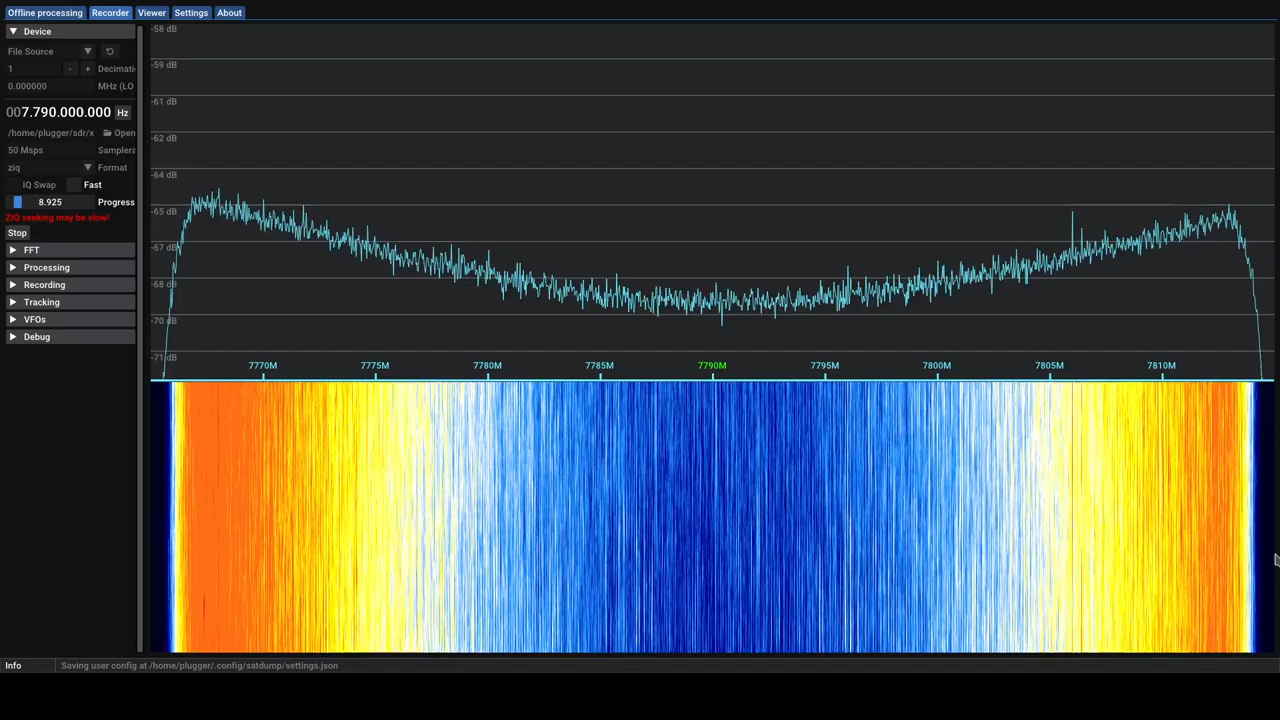 Offline processing Recorder Viewer Settings About
Device
File Source
1 - + Decimati
0.000000 MHz (LO
007.790.000.000 Hz
/home/plugger/sdr/x Open
50 Msps Samplera
ziq Format
IQ Swap Fast
8.925 Progress
ZIQ seeking may be slow!
Stop
FFT
Processing
Recording
Tracking
VFOs
Debug
-58 dB
-59 dB
-61 dB
-62 dB
-64 dB
-65 dB
-67 dB
-68 dB
-70 dB
-71 dB
7770M 7775M 7780M 7785M 7790M 7795M 7800M 7805M 7810M
Info Saving user config at /home/plugger/.config/satdump/settings.json